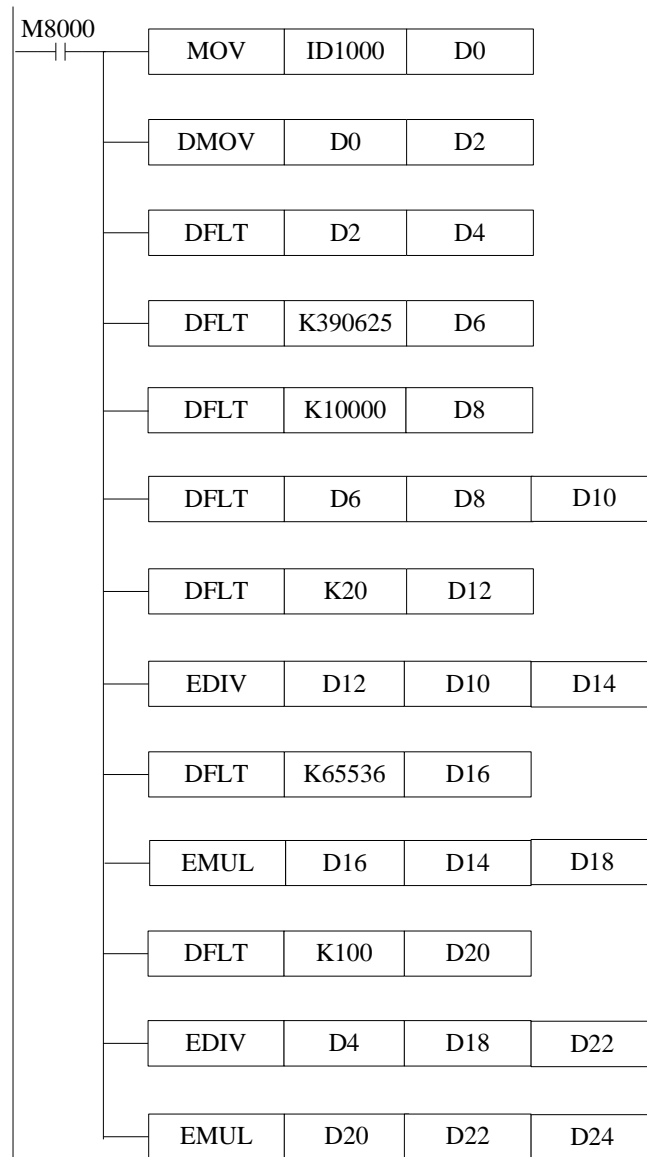 M8000
MOV ID1000 D0
DMOV D0 D2
DFLT D2 D4
DFLT K390625 D6
DFLT K10000 D8
DFLT D6 D8 D10
DFLT K20 D12
EDIV D12 D10 D14
DFLT K65536 D16
EMUL D16 D14 D18
DFLT K100 D20
EDIV D4 D18 D22
EMUL D20 D22 D24